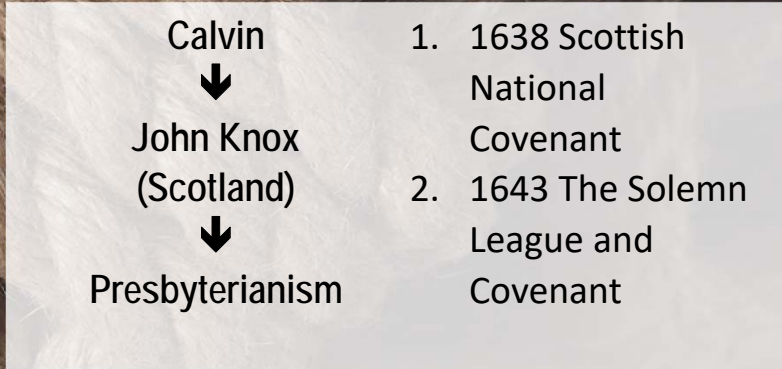 Calvin
🡻
John Knox
(Scotland)
🡻
Presbyterianism
1. 1638 Scottish
National
Covenant
2. 1643 The Solemn
League and
Covenant